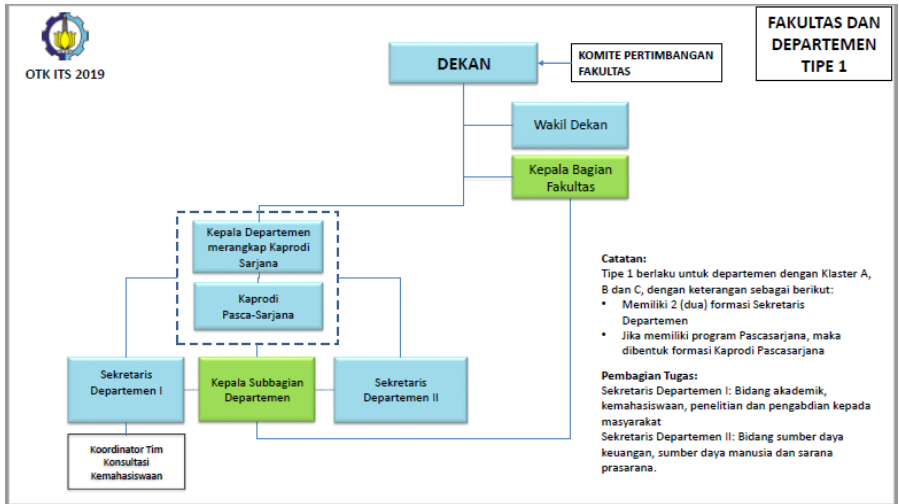 OTK ITS 2019
FAKULTAS DAN
DEPARTEMEN
TIPE 1
DEKAN
KOMITE PERTIMBANGAN
FAKULTAS
Wakil Dekan
Kepala Bagian
Fakultas
Kepala Departemen
merangkap Kaprodi
Sarjana
Kaprodi
Pasca-Sarjana
Sekretaris
Departemen I
Kepala Subbagian
Departemen
Sekretaris
Departemen II
Koordinator Tim
Konsultasi
Kemahasiswaan
Catatan:
Tipe 1 berlaku untuk departemen dengan Klaster A,
B dan C, dengan keterangan sebagai berikut:
• Memiliki 2 (dua) formasi Sekretaris
Departemen
• Jika memiliki program Pascasarjana, maka
dibentuk formasi Kaprodi Pascasarjana
Pembagian Tugas:
Sekretaris Departemen I: Bidang akademik,
kemahasiswaan, penelitian dan pengabdian kepada
masyarakat
Sekretaris Departemen II: Bidang sumber daya
keuangan, sumber daya manusia dan sarana
prasarana.